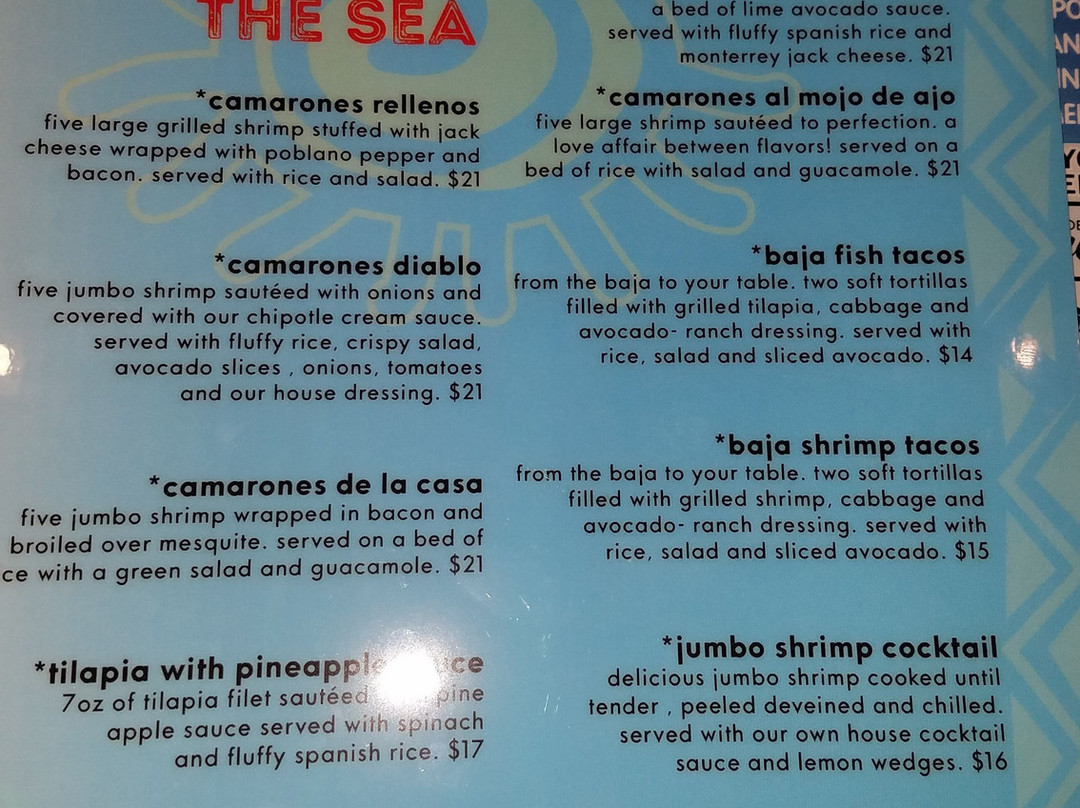 THE SEA
*camarones rellenos
five large grilled shrimp stuffed with jack
cheese wrapped with poblano pepper and
bacon. served with rice and salad. $21
*camarones diablo
five jumbo shrimp sautéed with onions and
covered with our chipotle cream sauce.
served with fluffy rice, crispy salad,
avocado slices , onions, tomatoes
and our house dressing. $21
*camarones de la casa
five jumbo shrimp wrapped in bacon and
broiled over mesquite. served on a bed of
ce with a green salad and guacamole. $21
*tilapia with
7oz of tilapia filet sautéed pine
apple sauce served with spinach
and fluffy spanish rice. $17
a bed of lime avocado sauce.
served with fluffy spanish rice and
monterrey jack cheese. $21
*camarones al mojo de ajo
five large shrimp sautéed to perfection. a
love affair between flavors! served on a
bed of rice with salad and guacamole. $21
*baja fish tacos
from the baja to your table. two soft tortillas
filled with grilled tilapia, cabbage and
avocado- ranch dressing. served with
rice, salad and sliced avocado. $14
*baja shrimp tacos
from the baja to your table. two soft tortillas
filled with grilled shrimp, cabbage and
avocado- ranch dressing. served with
rice, salad and sliced avocado. $15
*jumbo shrimp cocktail
delicious jumbo shrimp cooked until
tender , peeled deveined and chilled.
served with our own house cocktail
sauce and lemon wedges. $16